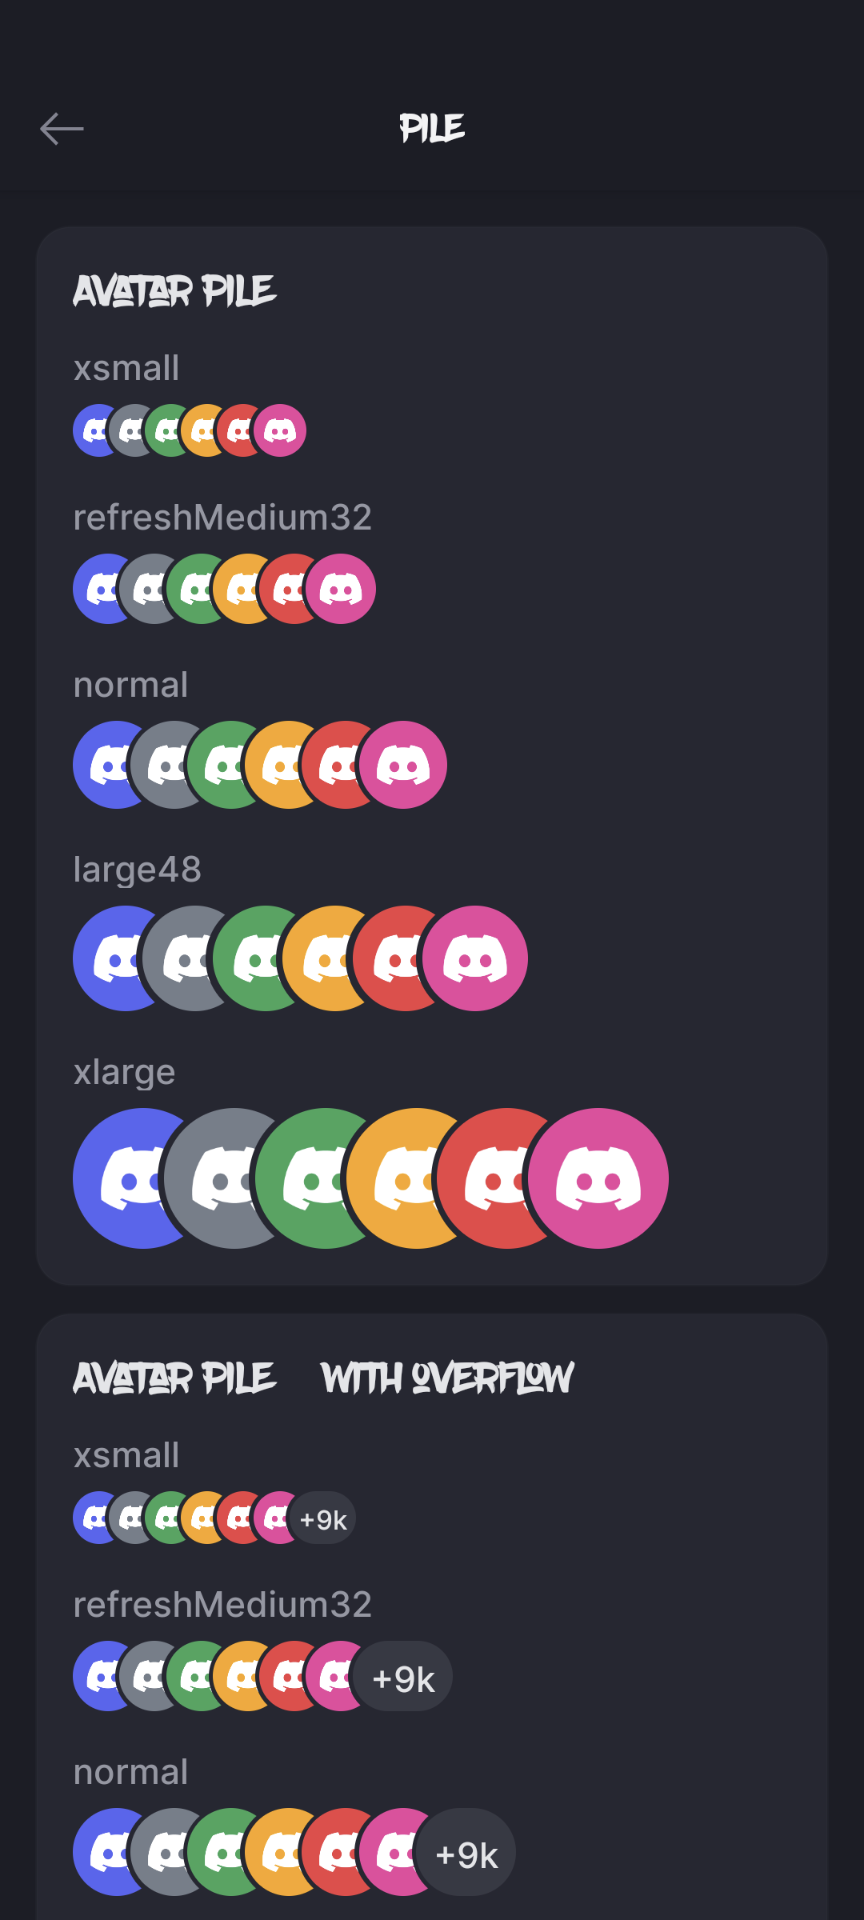 PILE
AVATAR PILE
xsmall
refreshMedium32
normal
large48
xlarge
AVATAR PILE WITH OVERFLOW
xsmall
+9k
refreshMedium32
+9k
normal
+9k